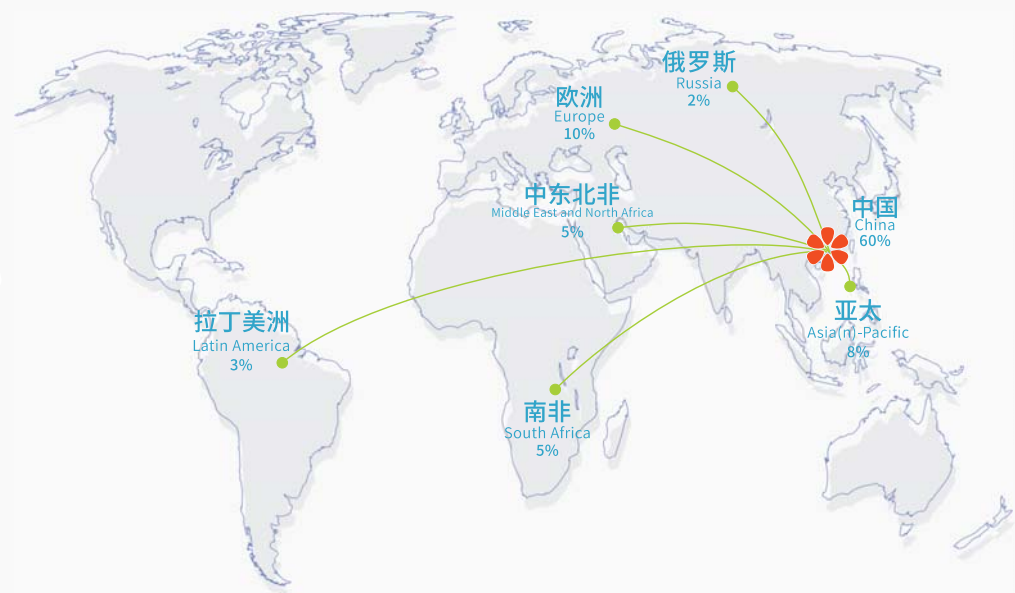 俄罗斯
Russia
2%
欧洲
Europe
10%
中东北非
Middle East and North Africa
5%
中国
China
60%
拉丁美洲
Latin America
3%
亚太
Asia(n)-Pacific
8%
南非
South Africa
5%